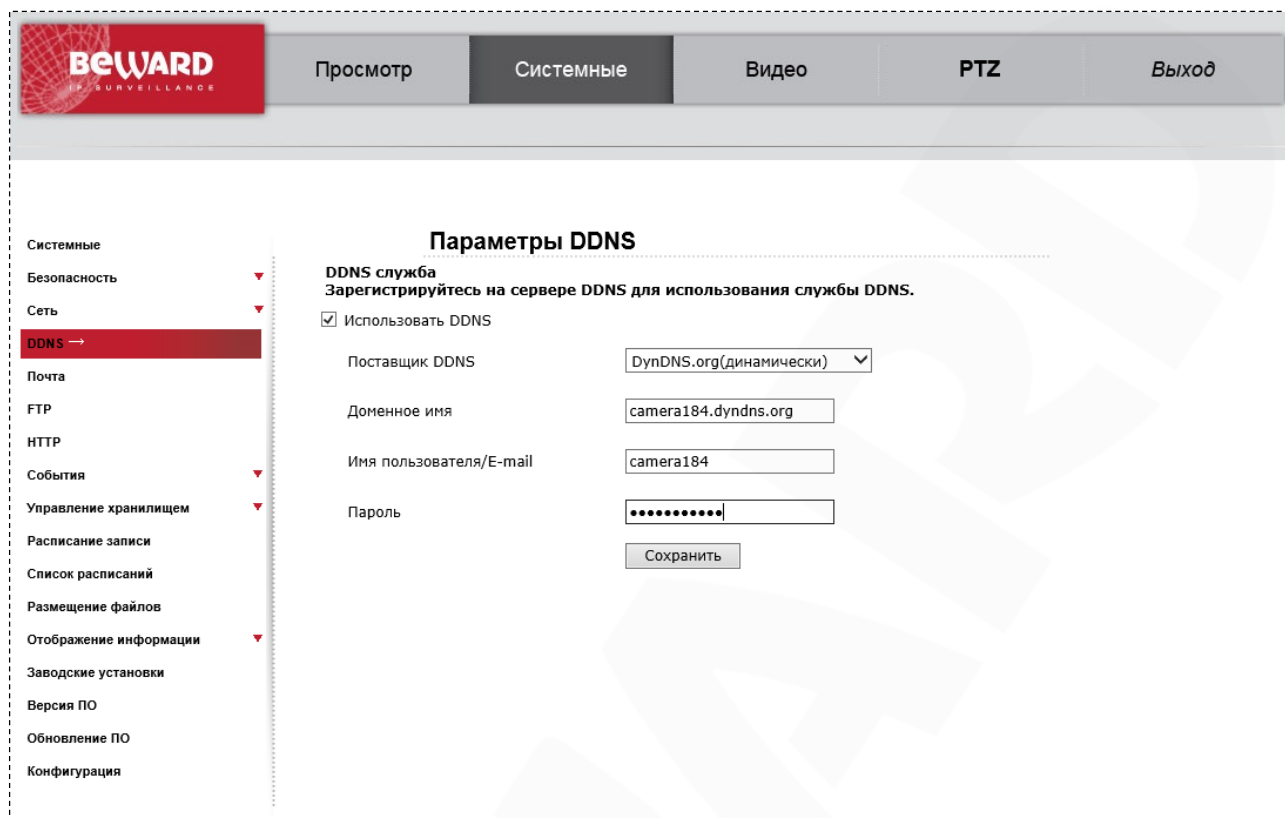 BEWARD
IP SURVEILLANCE
Просмотр
Системные
Видео
PTZ
Выход
Системные
Безопасность
Сеть
DDNS →
Почта
FTP
HTTP
События
Управление хранилищем
Расписание записи
Список расписаний
Размещение файлов
Отображение информации
Заводские установки
Версия ПО
Обновление ПО
Конфигурация
Параметры DDNS
DDNS служба
Зарегистрируйтесь на сервере DDNS для использования службы DDNS.
Использовать DDNS
Поставщик DDNS
DynDNS.org(динамически)
Доменное имя
camera184.dyndns.org
Имя пользователя/E-mail
camera184
Пароль
•••••••••••
Сохранить